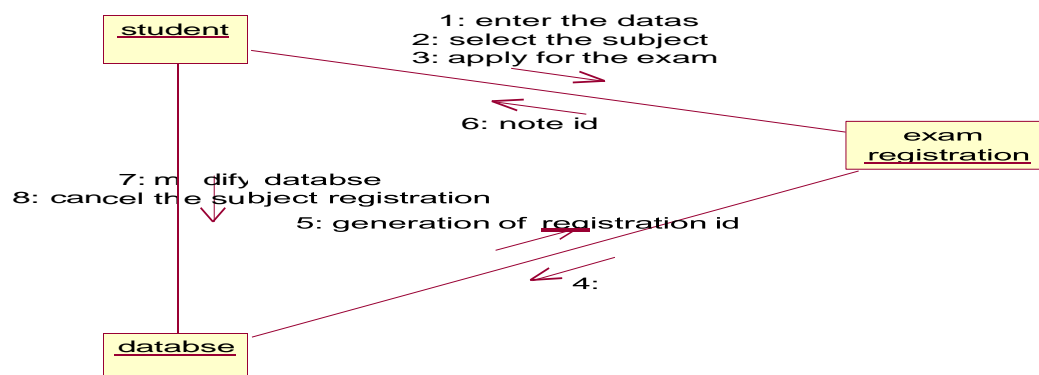 student
1: enter the datas
2: select the subject
3: apply for the exam
6: note id
exam
registration
7: m dify databse
8: cancel the subject registration
5: generation of registration id
4:
databse